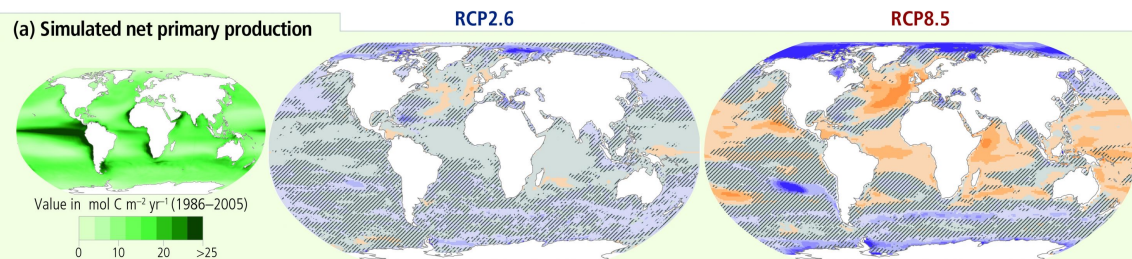 (a) Simulated net primary production
RCP2.6
RCP8.5
Value in mol C m⁻² yr⁻¹ (1986–2005)
0 10 20 >25